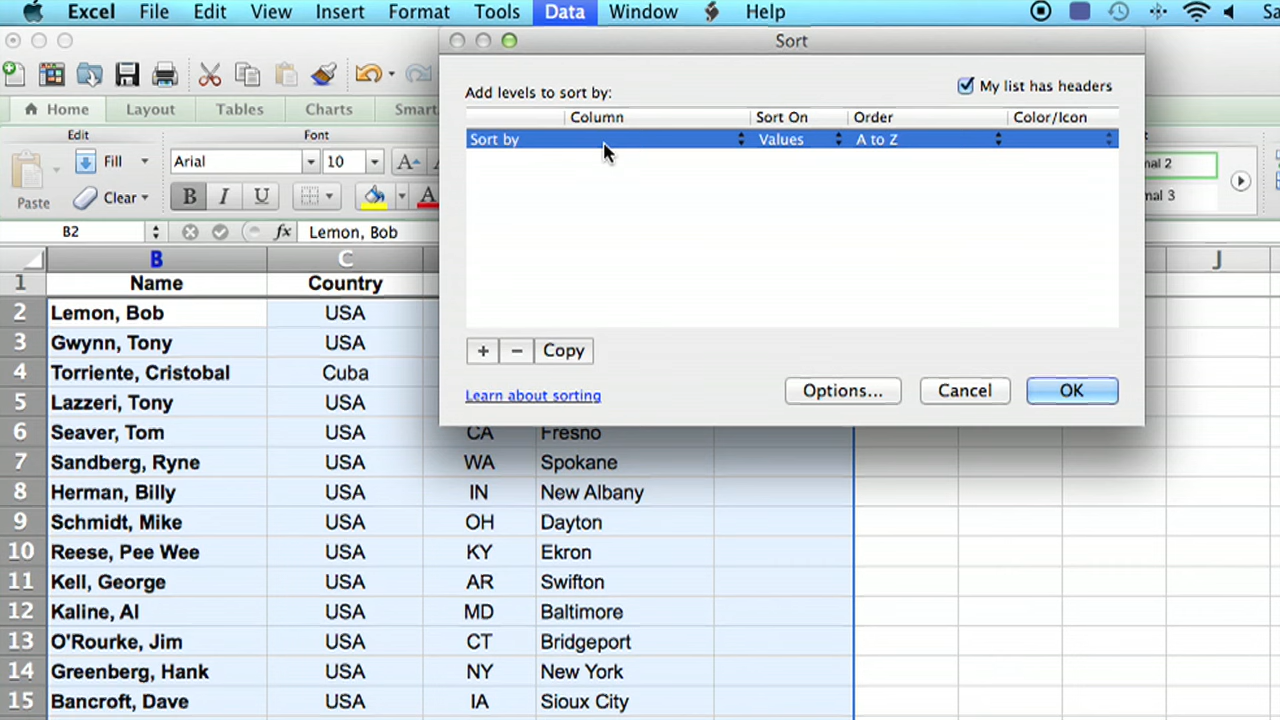 Excel File Edit View Insert Format Tools Data Window Help
Sort
Add levels to sort by:
My list has headers
Column Sort On Order Color/Icon
Sort by Values A to Z
+ − Copy
Learn about sorting
Options... Cancel OK
Home Layout Tables Charts Smart
Edit Font
Paste Fill Clear
Arial 10 A
B I U A
nal 2
nal 3
B2 fx Lemon, Bob
B C J
1 Name Country
2 Lemon, Bob USA
3 Gwynn, Tony USA
4 Torriente, Cristobal Cuba
5 Lazzeri, Tony USA
6 Seaver, Tom USA CA Fresno
7 Sandberg, Ryne USA WA Spokane
8 Herman, Billy USA IN New Albany
9 Schmidt, Mike USA OH Dayton
10 Reese, Pee Wee USA KY Ekron
11 Kell, George USA AR Swifton
12 Kaline, Al USA MD Baltimore
13 O'Rourke, Jim USA CT Bridgeport
14 Greenberg, Hank USA NY New York
15 Bancroft, Dave USA IA Sioux City